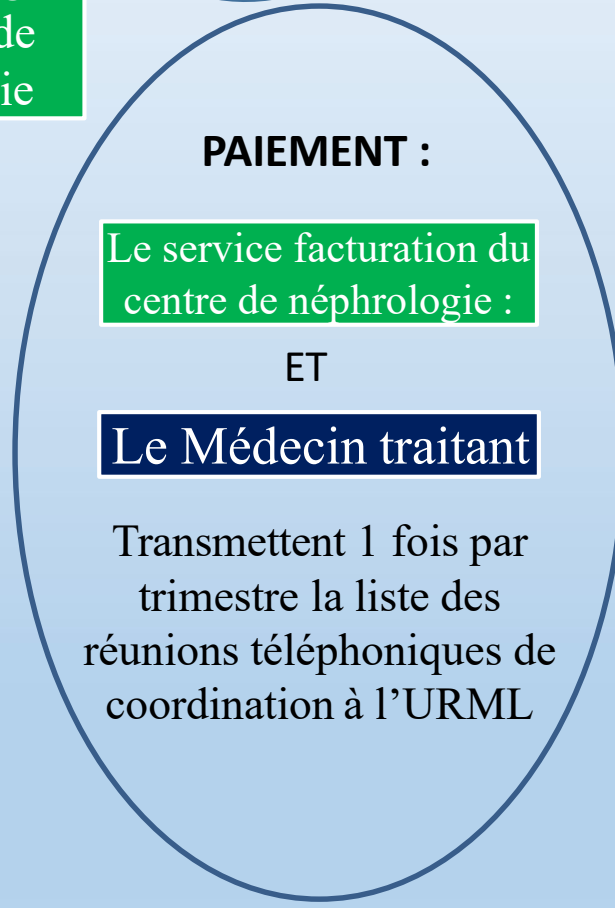 de
ie
PAIEMENT :
Le service facturation du
centre de néphrologie :
ET
Le Médecin traitant
Transmettent 1 fois par
trimestre la liste des
réunions téléphoniques de
coordination à l’URML